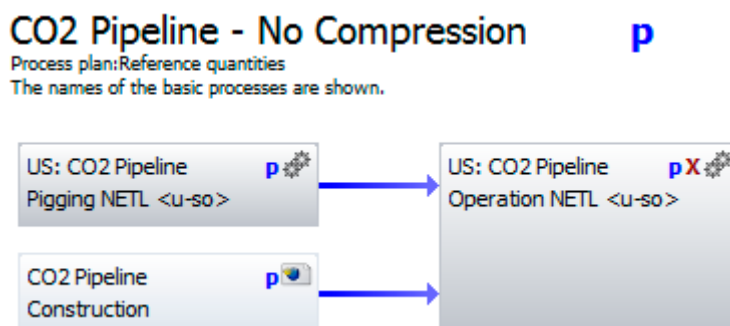 CO2 Pipeline - No Compression p
Process plan:Reference quantities
The names of the basic processes are shown.
US: CO2 Pipeline p
Pigging NETL <u-so>
US: CO2 Pipeline pX
Operation NETL <u-so>
CO2 Pipeline p
Construction